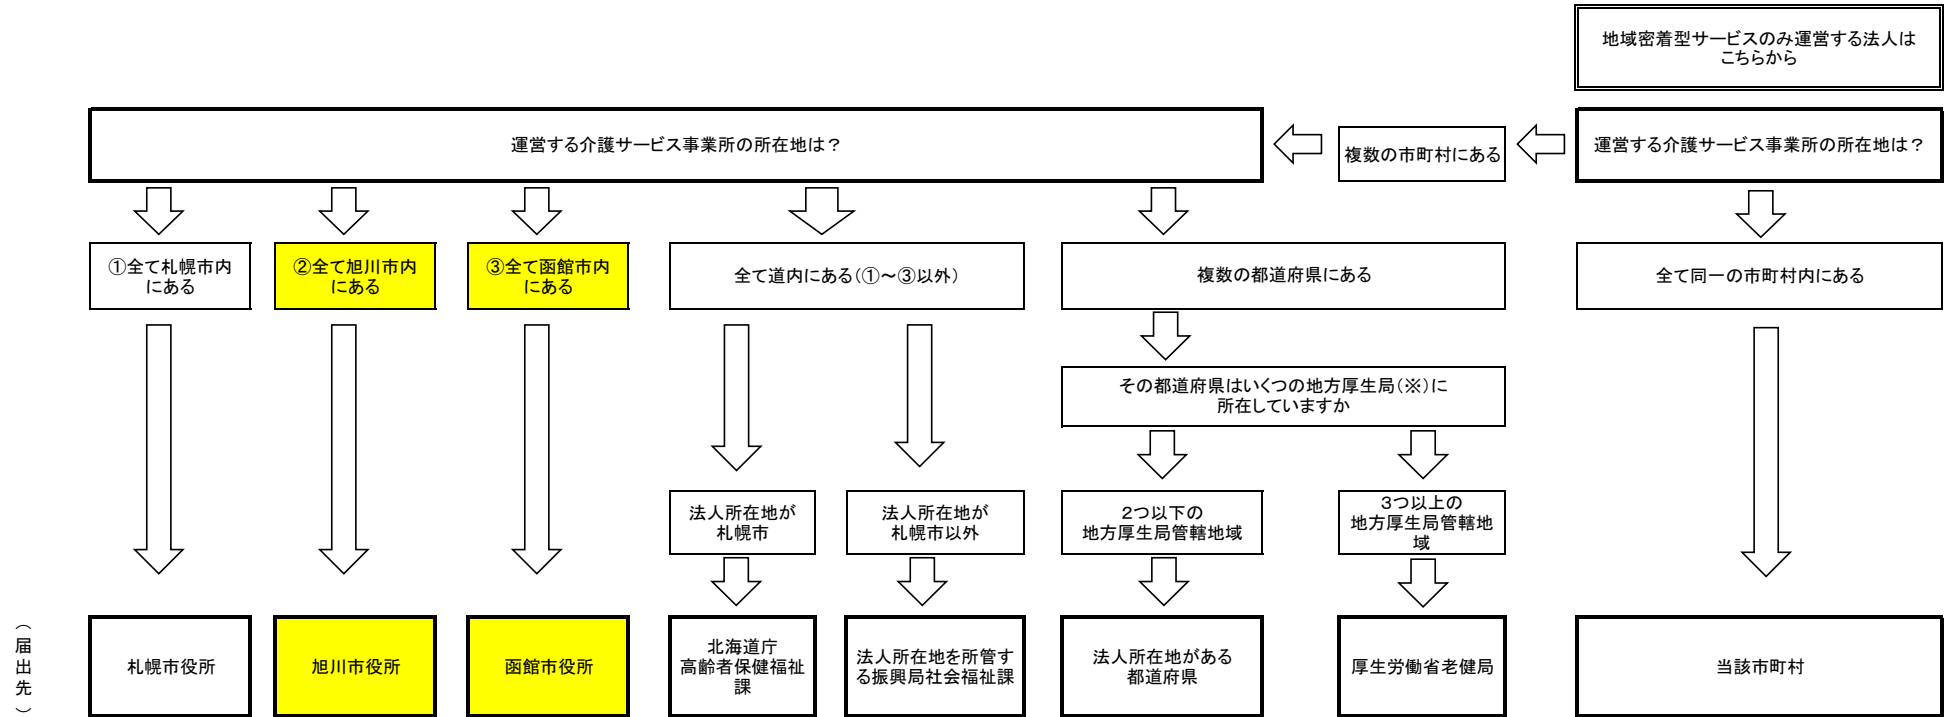 地域密着型サービスのみ運営する法人は
こちらから
運営する介護サービス事業所の所在地は？
複数の市町村にある
運営する介護サービス事業所の所在地は？
①全て札幌市内
にある
②全て旭川市内
にある
③全て函館市内
にある
全て道内にある（①～③以外）
複数の都道府県にある
全て同一の市町村内にある
その都道府県はいくつの地方厚生局（※）に
所在していますか
法人所在地が
札幌市
法人所在地が
札幌市以外
２つ以下の
地方厚生局管轄地域
３つ以上の
地方厚生局管轄地
域
（届出先）
札幌市役所
旭川市役所
函館市役所
北海道庁
高齢者保健福祉
課
法人所在地を所管す
る振興局社会福祉課
法人所在地がある
都道府県
厚生労働省老健局
当該市町村